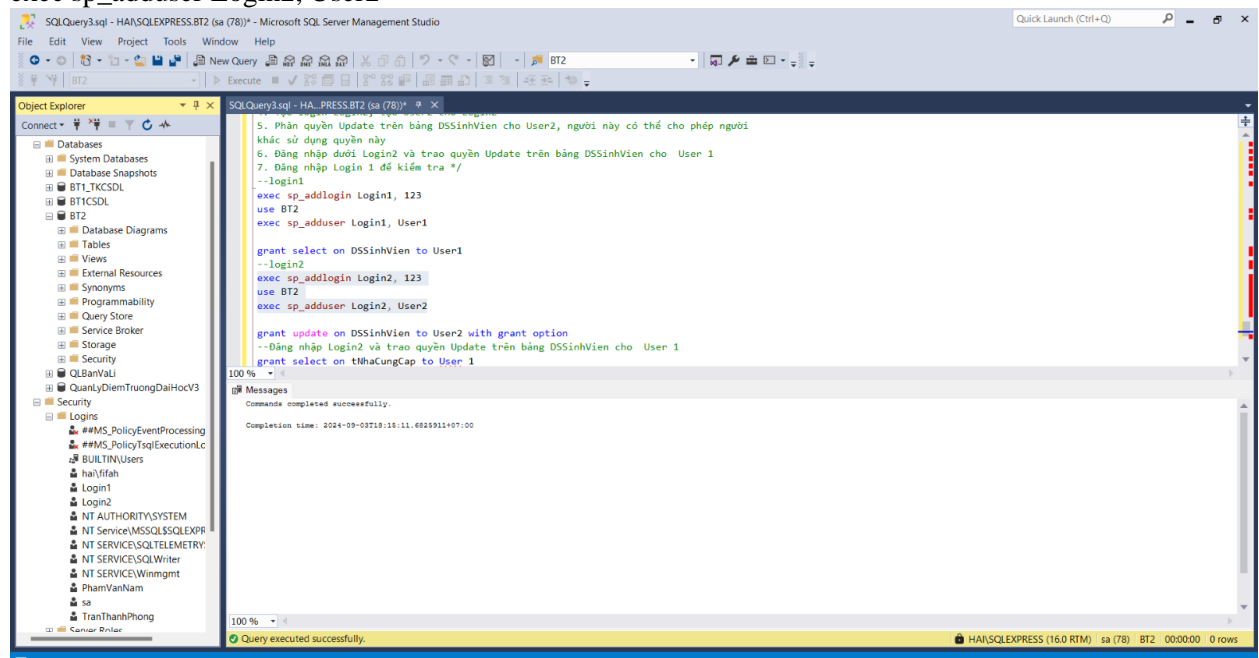 exec sp_adduser Login2, User2
SQLQuery3.sql - HAI\SQLEXPRESS.BT2 (sa (78))* - Microsoft SQL Server Management Studio
Quick Launch (Ctrl+Q)
File Edit View Project Tools Window Help
New Query
BT2
BT2
Execute
Object Explorer
Connect
Databases
System Databases
Database Snapshots
BT1_TKCSDL
BT1CSDL
BT2
Database Diagrams
Tables
Views
External Resources
Synonyms
Programmability
Query Store
Service Broker
Storage
Security
QLBanVaLi
QuanLyDiemTruongDaiHocV3
Security
Logins
##MS_PolicyEventProcessing
##MS_PolicyTsqlExecutionLo
BUILTIN\Users
hai\fifah
Login1
Login2
NT AUTHORITY\SYSTEM
NT Service\MSSQL$SQLEXPR
NT SERVICE\SQLTELEMETRY
NT SERVICE\SQLWriter
NT SERVICE\Winmgmt
PhamVanNam
sa
TranThanhPhong
Server Roles
SQLQuery3.sql - HA...PRESS.BT2 (sa (78))*
5. Phân quyền Update trên bảng DSSinhVien cho User2, người này có thể cho phép người
khác sử dụng quyền này
6. Đăng nhập dưới Login2 và trao quyền Update trên bảng DSSinhVien cho User 1
7. Đăng nhập Login 1 để kiểm tra */
--login1
exec sp_addlogin Login1, 123
use BT2
exec sp_adduser Login1, User1
grant select on DSSinhVien to User1
--login2
exec sp_addlogin Login2, 123
use BT2
exec sp_adduser Login2, User2
grant update on DSSinhVien to User2 with grant option
--Đăng nhập Login2 và trao quyền Update trên bảng DSSinhVien cho User 1
grant select on tNhaCungCap to User 1
100 %
Messages
Commands completed successfully.
Completion time: 2024-09-03T18:15:11.6825911+07:00
100 %
Query executed successfully.
HAI\SQLEXPRESS (16.0 RTM) sa (78) BT2 00:00:00 0 rows